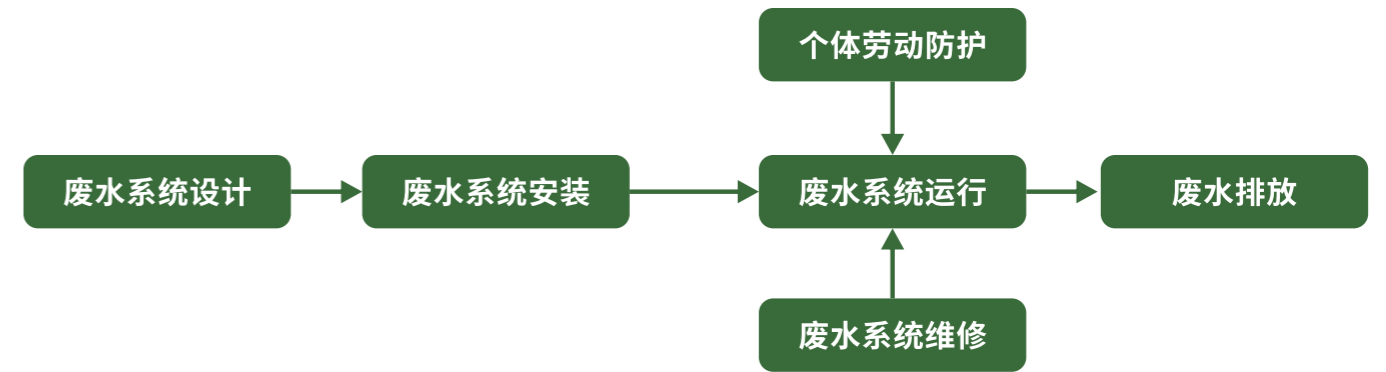 个体劳动防护
废水系统设计
废水系统安装
废水系统运行
废水排放
废水系统维修